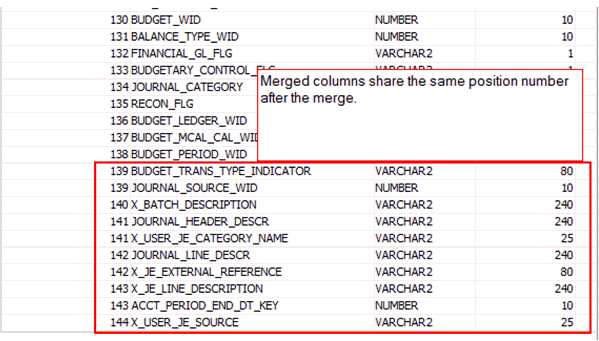 130 BUDGET_WID NUMBER 10
131 BALANCE_TYPE_WID NUMBER 10
132 FINANCIAL_GL_FLG VARCHAR2 1
133 BUDGETARY_CONTROL_FLG VARCHAR2 1
134 JOURNAL_CATEGORY
Merged columns share the same position number
after the merge.
135 RECON_FLG
136 BUDGET_LEDGER_WID
137 BUDGET_MCAL_CAL_WID
138 BUDGET_PERIOD_WID
139 BUDGET_TRANS_TYPE_INDICATOR VARCHAR2 80
139 JOURNAL_SOURCE_WID NUMBER 10
140 X_BATCH_DESCRIPTION VARCHAR2 240
141 JOURNAL_HEADER_DESCR VARCHAR2 240
141 X_USER_JE_CATEGORY_NAME VARCHAR2 25
142 JOURNAL_LINE_DESCR VARCHAR2 240
142 X_JE_EXTERNAL_REFERENCE VARCHAR2 80
143 X_JE_LINE_DESCRIPTION VARCHAR2 240
143 ACCT_PERIOD_END_DT_KEY NUMBER 10
144 X_USER_JE_SOURCE VARCHAR2 25